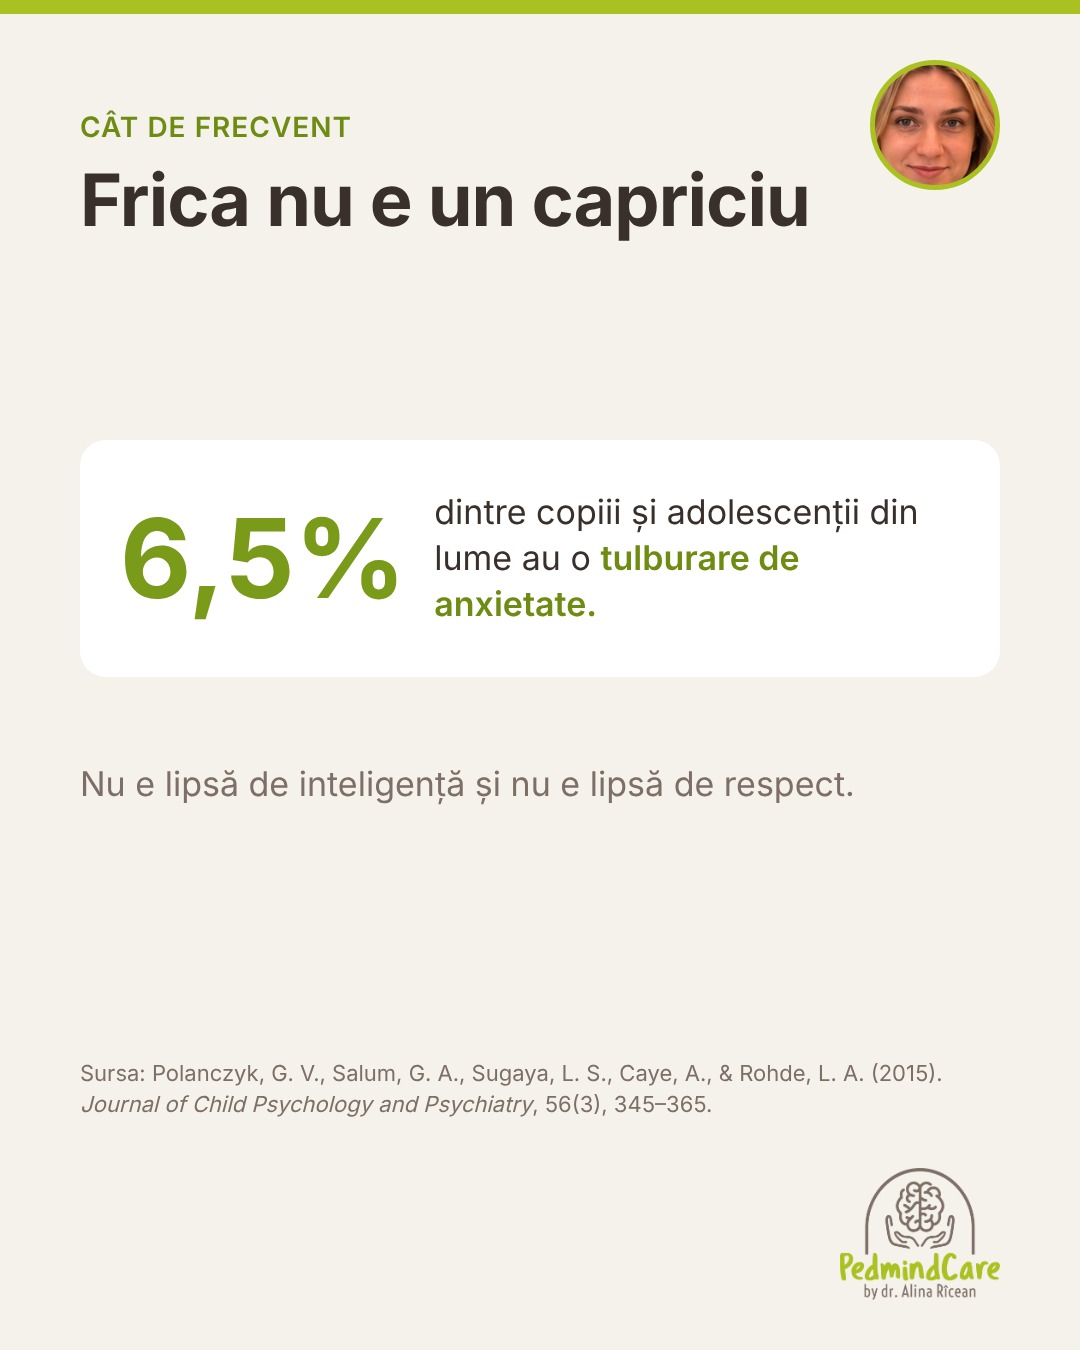 CÂT DE FRECVENT
Frica nu e un capriciu
6,5%
dintre copiii și adolescenții din
lume au o tulburare de
anxietate.
Nu e lipsă de inteligență și nu e lipsă de respect.
Sursa: Polanczyk, G. V., Salum, G. A., Sugaya, L. S., Caye, A., & Rohde, L. A. (2015).
Journal of Child Psychology and Psychiatry, 56(3), 345–365.
PedmindCare
by dr. Alina Rîcean